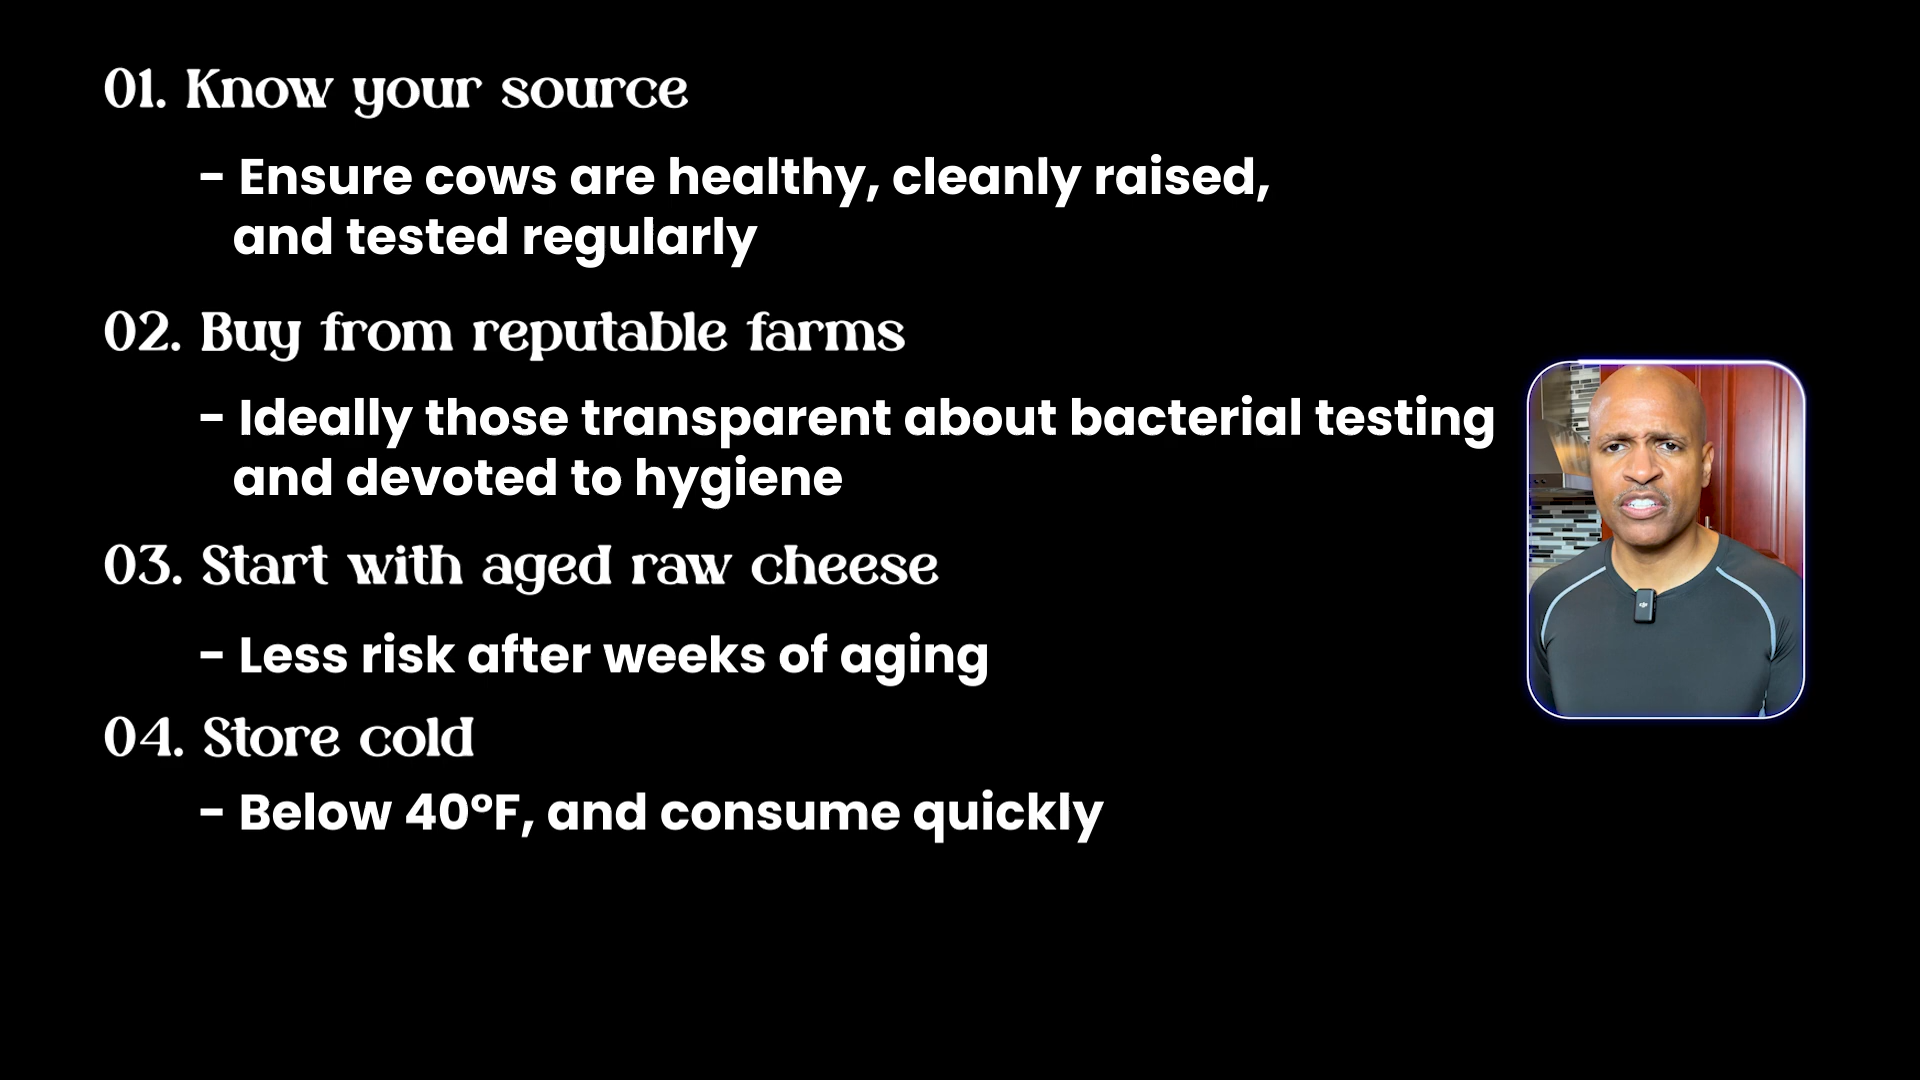 01. Know your source
- Ensure cows are healthy, cleanly raised,
and tested regularly
02. Buy from reputable farms
- Ideally those transparent about bacterial testing
and devoted to hygiene
03. Start with aged raw cheese
- Less risk after weeks of aging
04. Store cold
- Below 40°F, and consume quickly